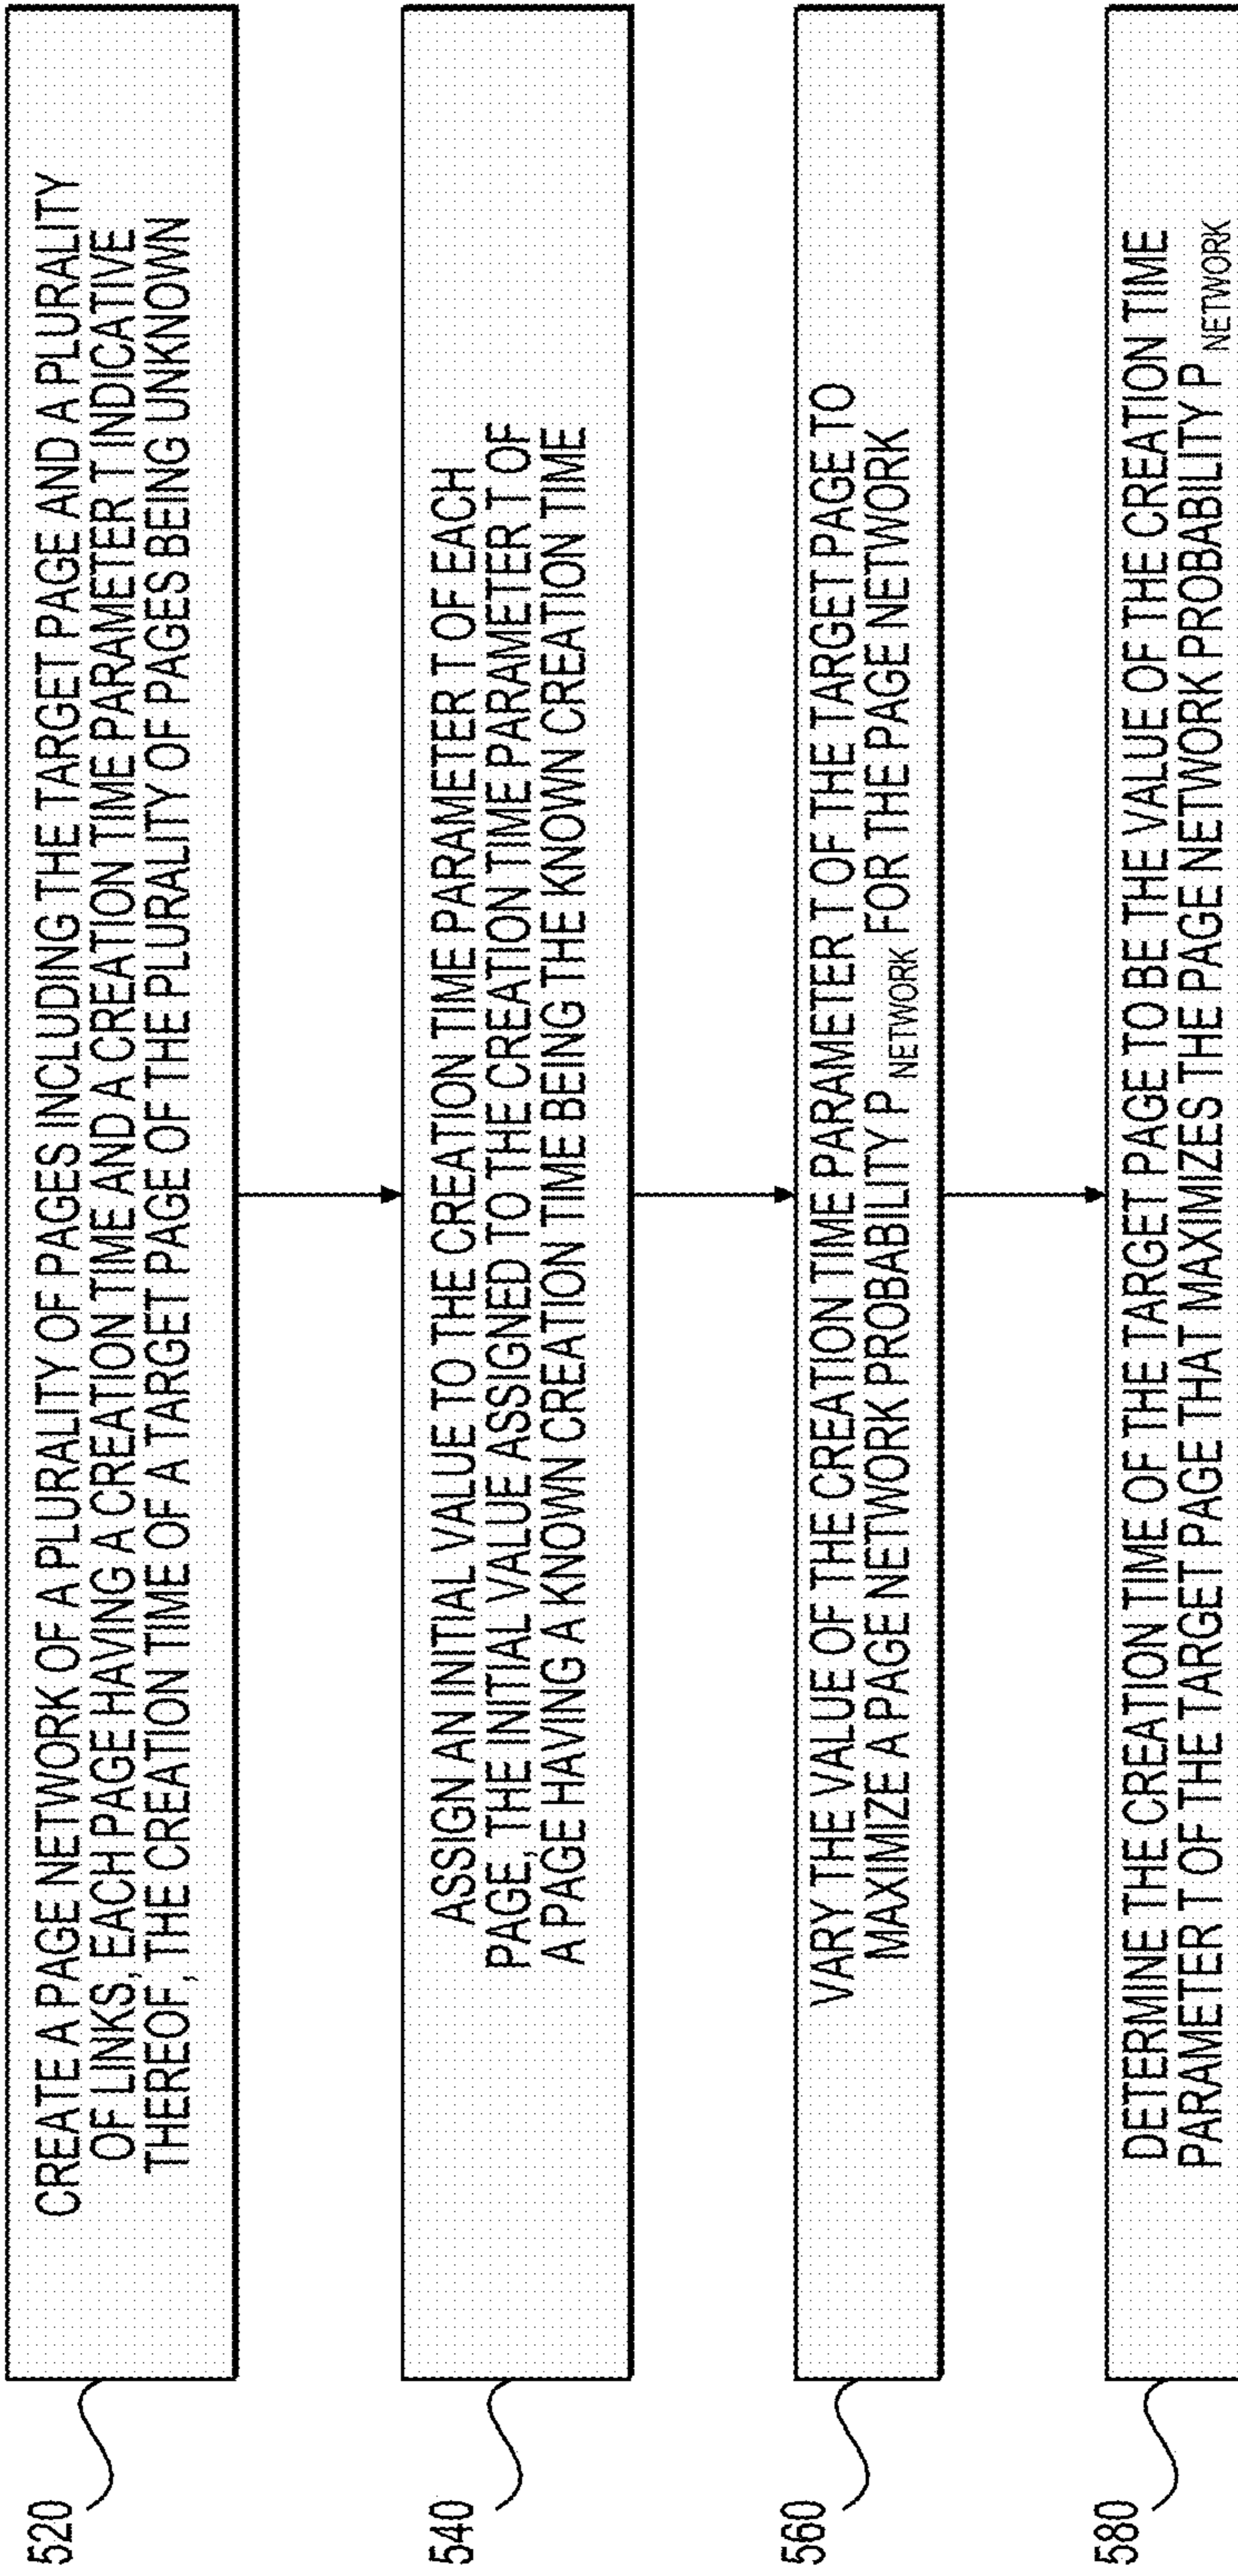 520
CREATE A PAGE NETWORK OF A PLURALITY OF PAGES INCLUDING THE TARGET PAGE AND A PLURALITY
OF LINKS, EACH PAGE HAVING A CREATION TIME AND A CREATION TIME PARAMETER T INDICATIVE
THEREOF, THE CREATION TIME OF A TARGET PAGE OF THE PLURALITY OF PAGES BEING UNKNOWN
540
ASSIGN AN INITIAL VALUE TO THE CREATION TIME PARAMETER T OF EACH
PAGE, THE INITIAL VALUE ASSIGNED TO THE CREATION TIME PARAMETER T OF
A PAGE HAVING A KNOWN CREATION TIME BEING THE KNOWN CREATION TIME
560
VARY THE VALUE OF THE CREATION TIME PARAMETER T OF THE TARGET PAGE TO
MAXIMIZE A PAGE NETWORK PROBABILITY P NETWORK FOR THE PAGE NETWORK
580
DETERMINE THE CREATION TIME OF THE TARGET PAGE TO BE THE VALUE OF THE CREATION TIME
PARAMETER T OF THE TARGET PAGE THAT MAXIMIZES THE PAGE NETWORK PROBABILITY P NETWORK